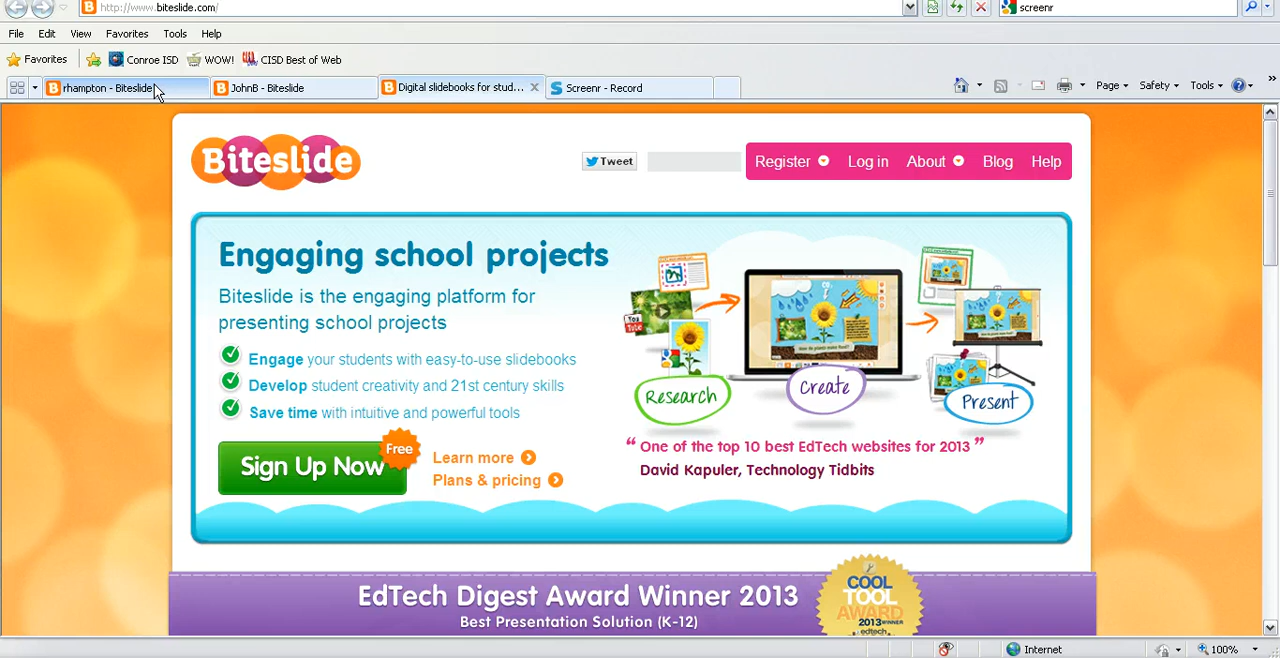 http://www.biteslide.com/
screenr
File Edit View Favorites Tools Help
Favorites Conroe ISD WOW! CISD Best of Web
rhampton - Biteslide JohnB - Biteslide Digital slidebooks for stud... Screenr - Record Page Safety Tools
Biteslide
Tweet
Register Log in About Blog Help
Engaging school projects
Biteslide is the engaging platform for
presenting school projects
Engage your students with easy-to-use slidebooks
Develop student creativity and 21st century skills
Save time with intuitive and powerful tools
Free
Sign Up Now
Learn more
Plans & pricing
You
Tube
Research
Create
Present
“ One of the top 10 best EdTech websites for 2013 ”
David Kapuler, Technology Tidbits
EdTech Digest Award Winner 2013
Best Presentation Solution (K-12)
COOL
TOOL
AWARD
2013 WINNER
edtech
Internet 100%